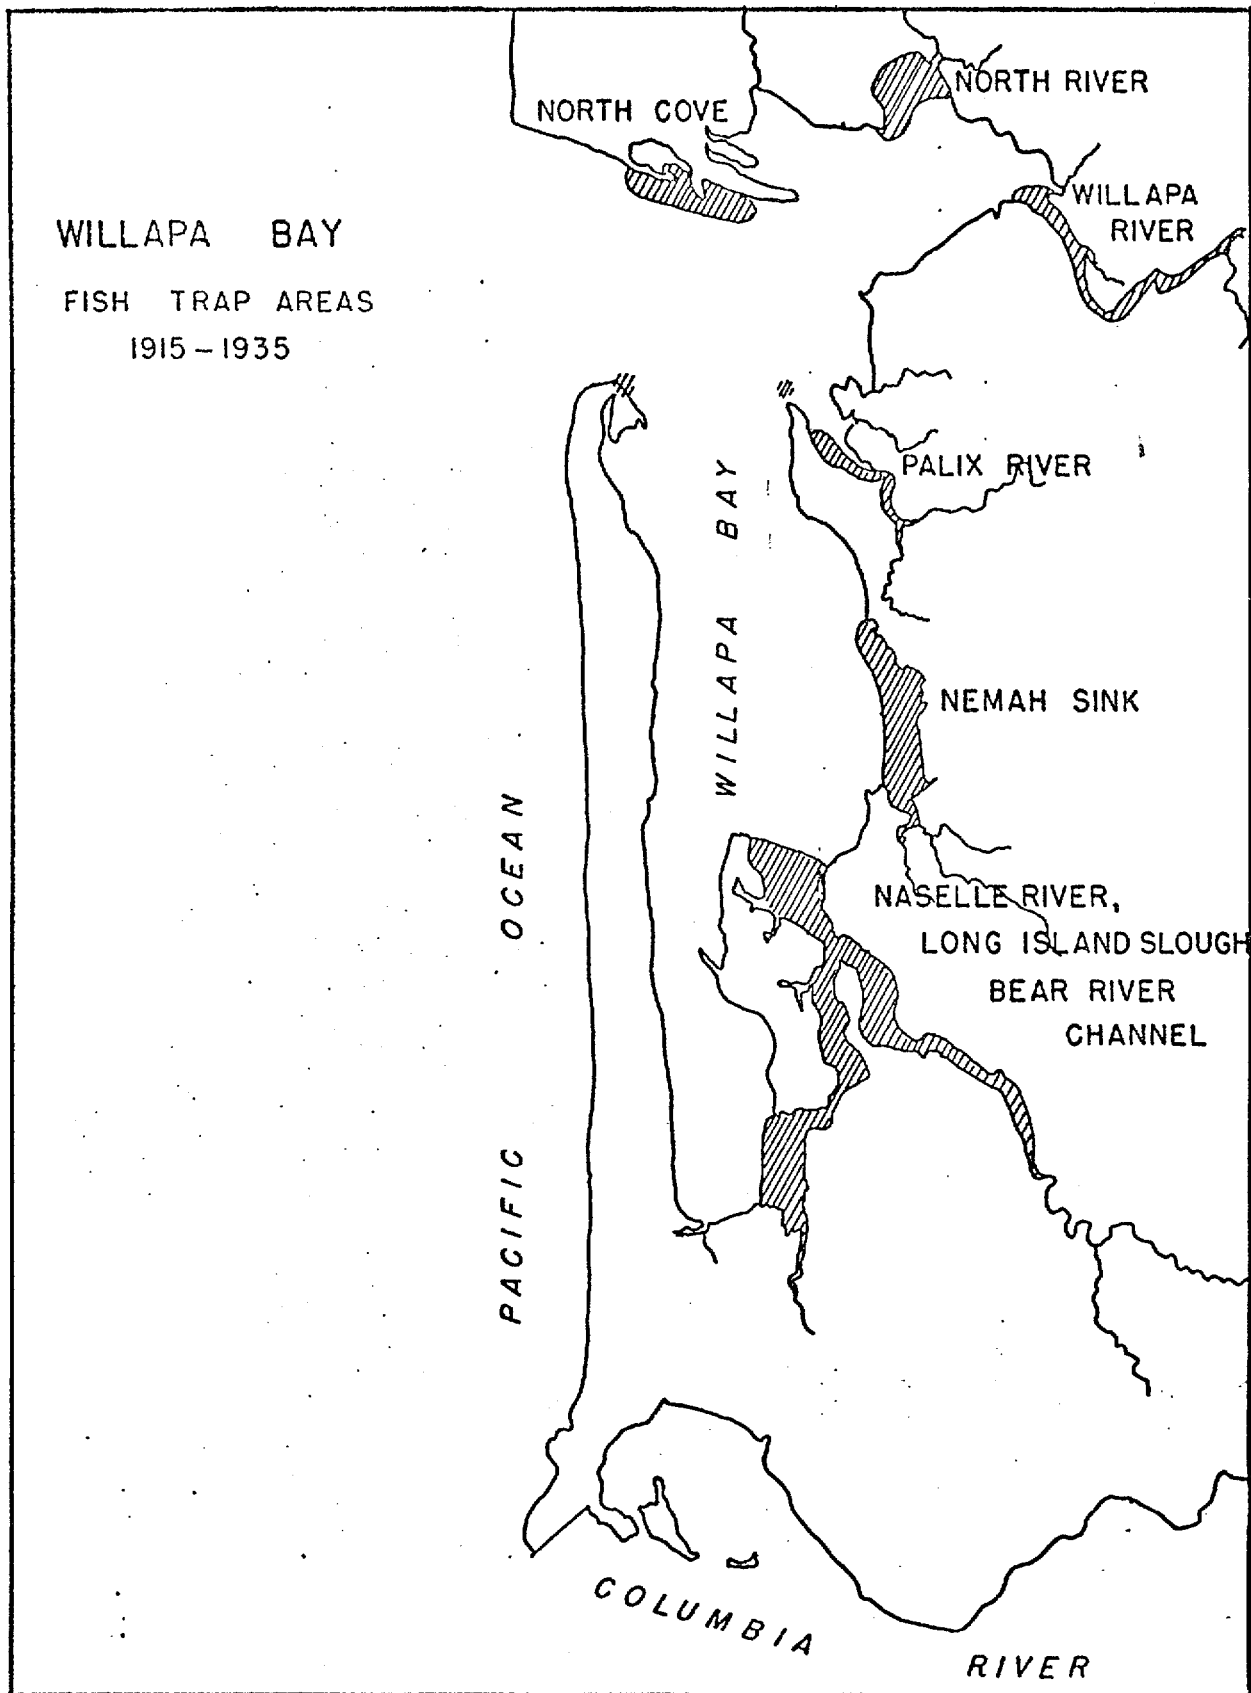 NORTH RIVER
NORTH COVE
WILLAPA
RIVER
WILLAPA BAY
FISH TRAP AREAS
1915-1935
PALIX RIVER
WILLAPA BAY
NEMAH SINK
PACIFIC OCEAN
NASELLE RIVER,
LONG ISLAND SLOUGH
BEAR RIVER
CHANNEL
COLUMBIA
RIVER